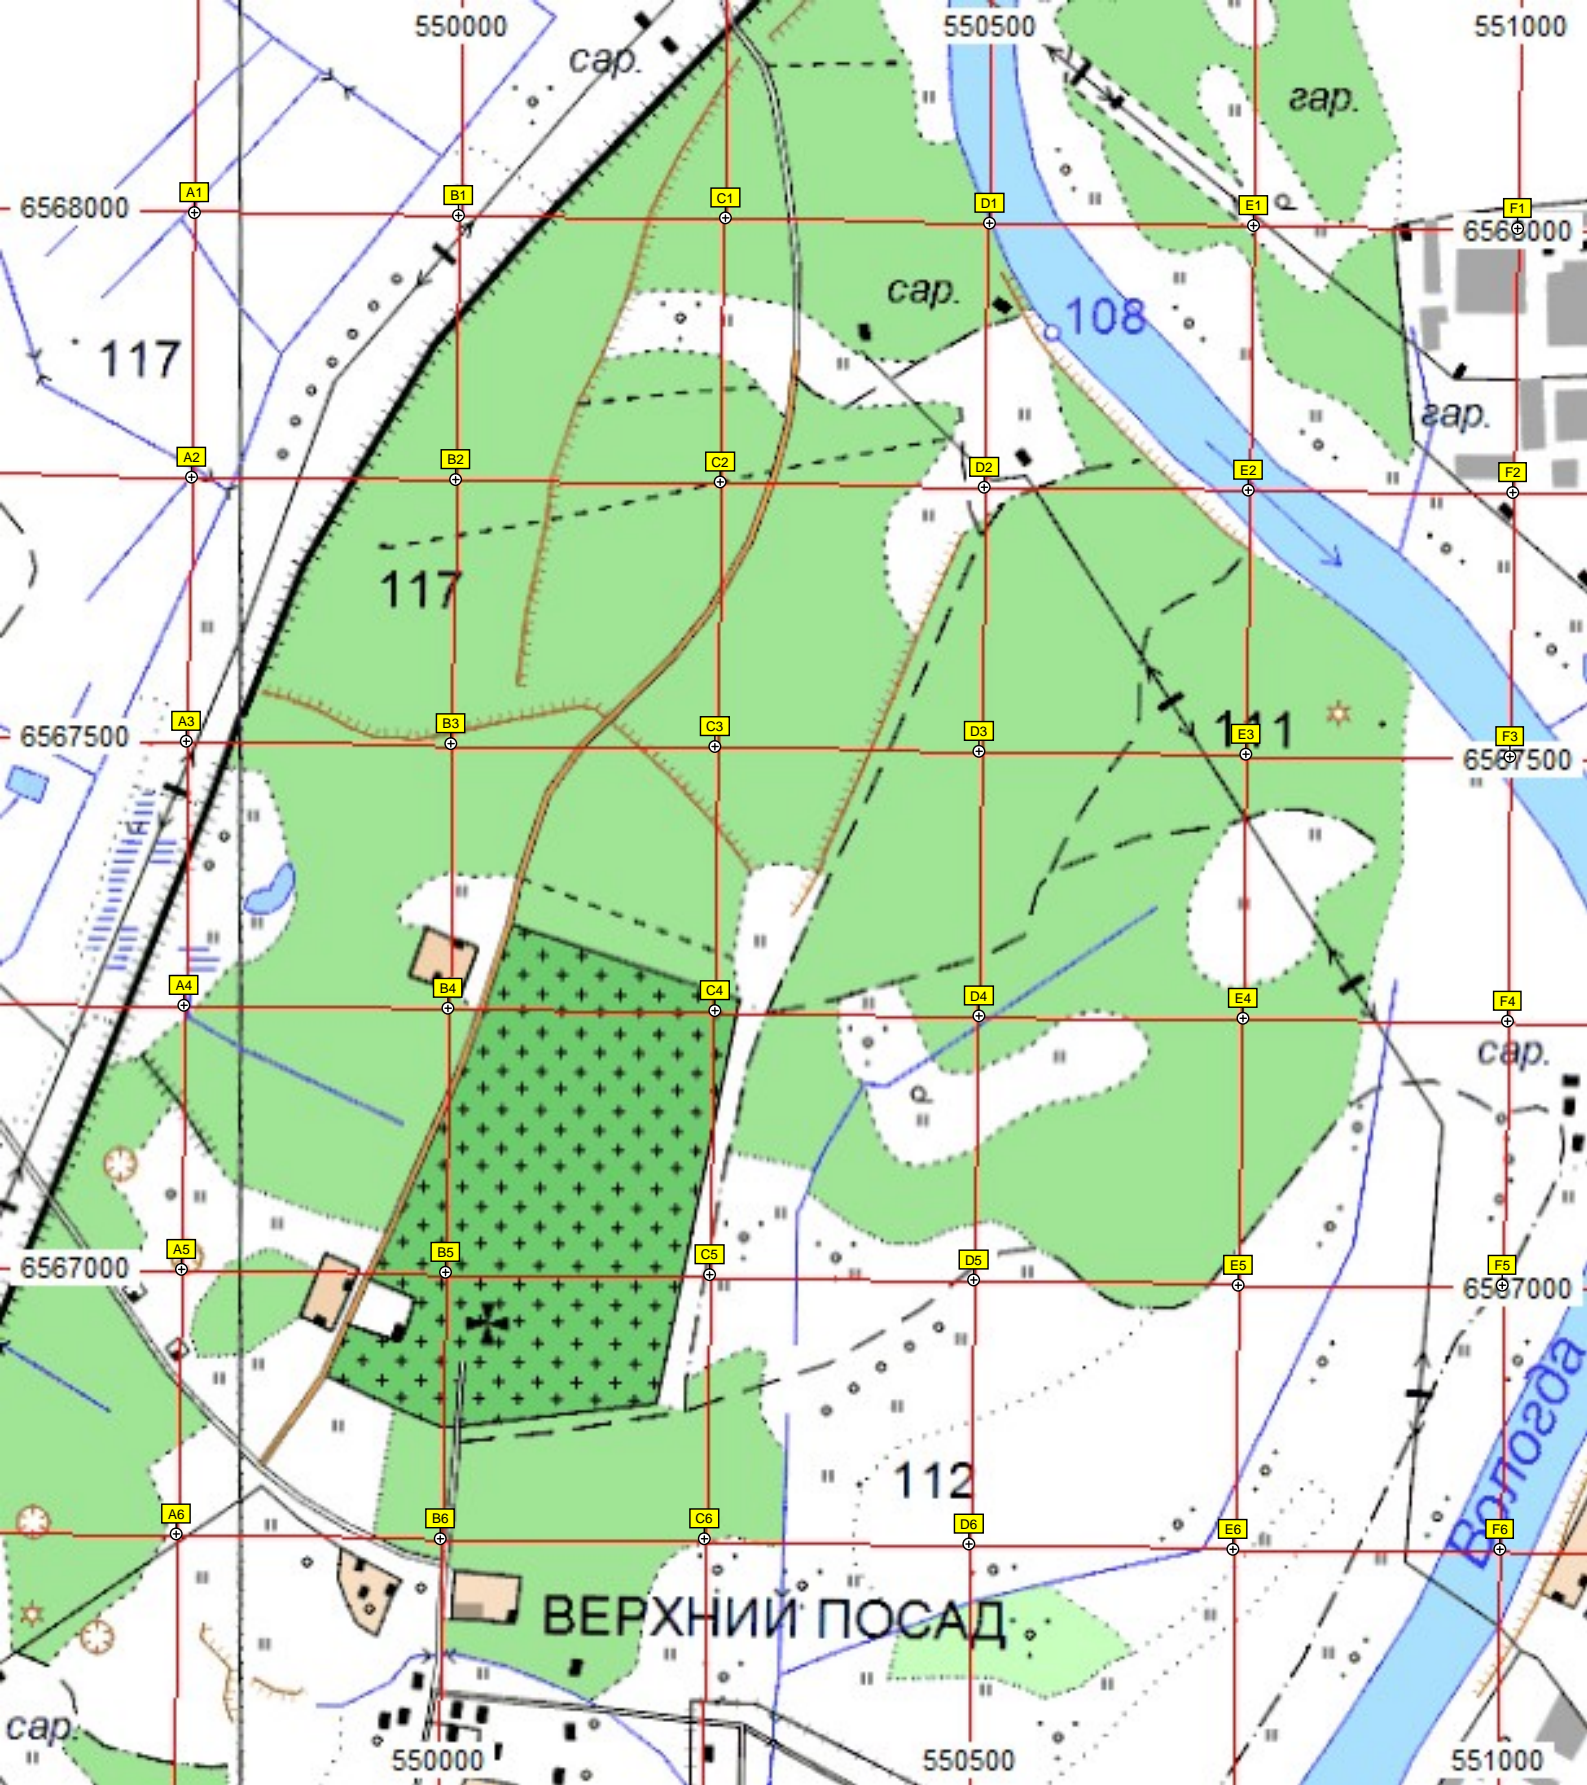 550000 550500 551000
сар.
гар.
A1 B1 C1 D1 E1 F1
6568000 6568000
сар.
108
117
гар.
A2 B2 C2 D2 E2 F2
117
111
A3 B3 C3 D3 E3 F3
6567500 6567500
A4 B4 C4 D4 E4 F4
сар.
A5 B5 C5 D5 E5 F5
6567000 6567000
Вологда
112
A6 B6 C6 D6 E6 F6
ВЕРХНИЙ ПОСАД
сар.
550000 550500 551000